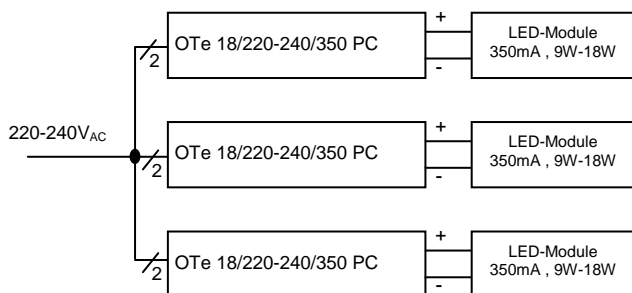 +
OTe 18/220-240/350 PC
LED-Module
350mA , 9W-18W
2
-
220-240VAC
+
OTe 18/220-240/350 PC
LED-Module
350mA , 9W-18W
2
-
+
OTe 18/220-240/350 PC
LED-Module
350mA , 9W-18W
2
-